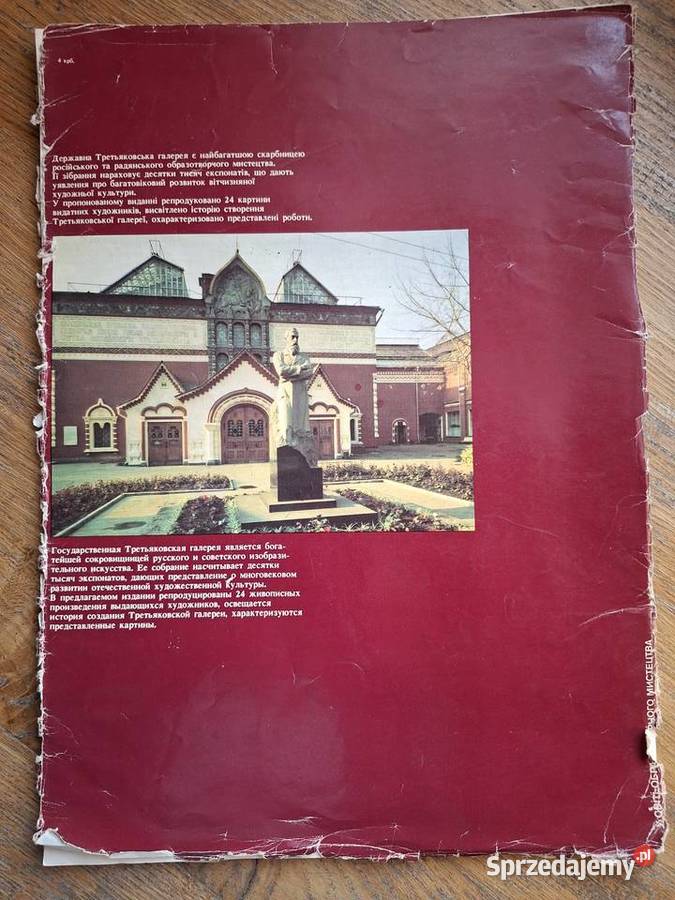 4 крб.
Державна Третьяковська галерея є найбагатшою скарбницею
російського та радянського образотворчого мистецтва.
Її зібрання нараховує десятки тисяч експонатів, що дають
уявлення про багатовіковий розвиток вітчизняної
художньої культури.
У пропонованому виданні репродуковано 24 картини
видатних художників, висвітлено історію створення
Третьяковської галереї, охарактеризовано представлені роботи.
Государственная Третьяковская галерея является бога-
тейшей сокровищницей русского и советского изобрази-
тельного искусства. Ее собрание насчитывает десятки
тысяч экспонатов, дающих представление о многовековом
развитии отечественной художественной культуры.
В предлагаемом издании репродуцированы 24 живописных
произведения выдающихся художников, освещается
история создания Третьяковской галереи, характеризуются
представленные картины.
МИСТЕЦТВА
Sprzedajemy.pl